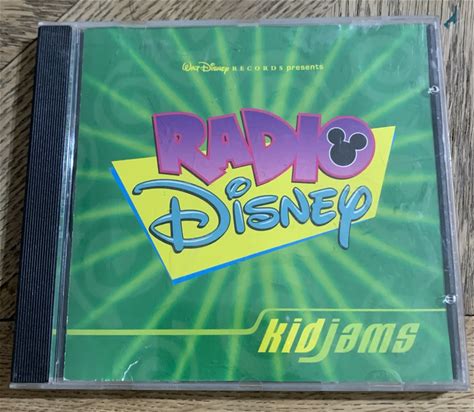 Walt Disney RECORDS presents
RADIO
DISNEY
kidjams